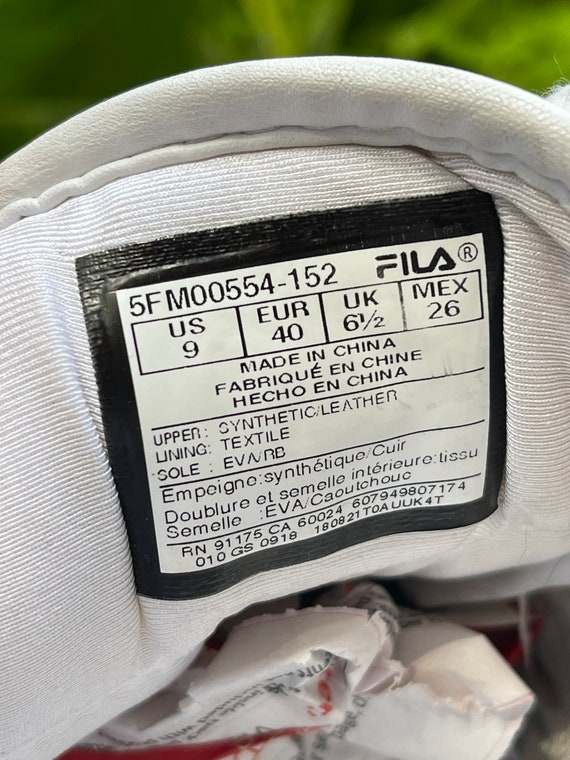 5FM00554-152 FILA®
US EUR UK MEX
9 40 6½ 26
MADE IN CHINA
FABRIQUÉ EN CHINE
HECHO EN CHINA
UPPER: SYNTHETIC/LEATHER
LINING: TEXTILE
SOLE : EVA/RB
Empeigne:synthétique/Cuir
Doublure et semelle intérieure:tissu
Semelle :EVA/Caoutchouc
RN 91175 CA 60024 607949807174
010 GS 0918 180821T0AUUK4T